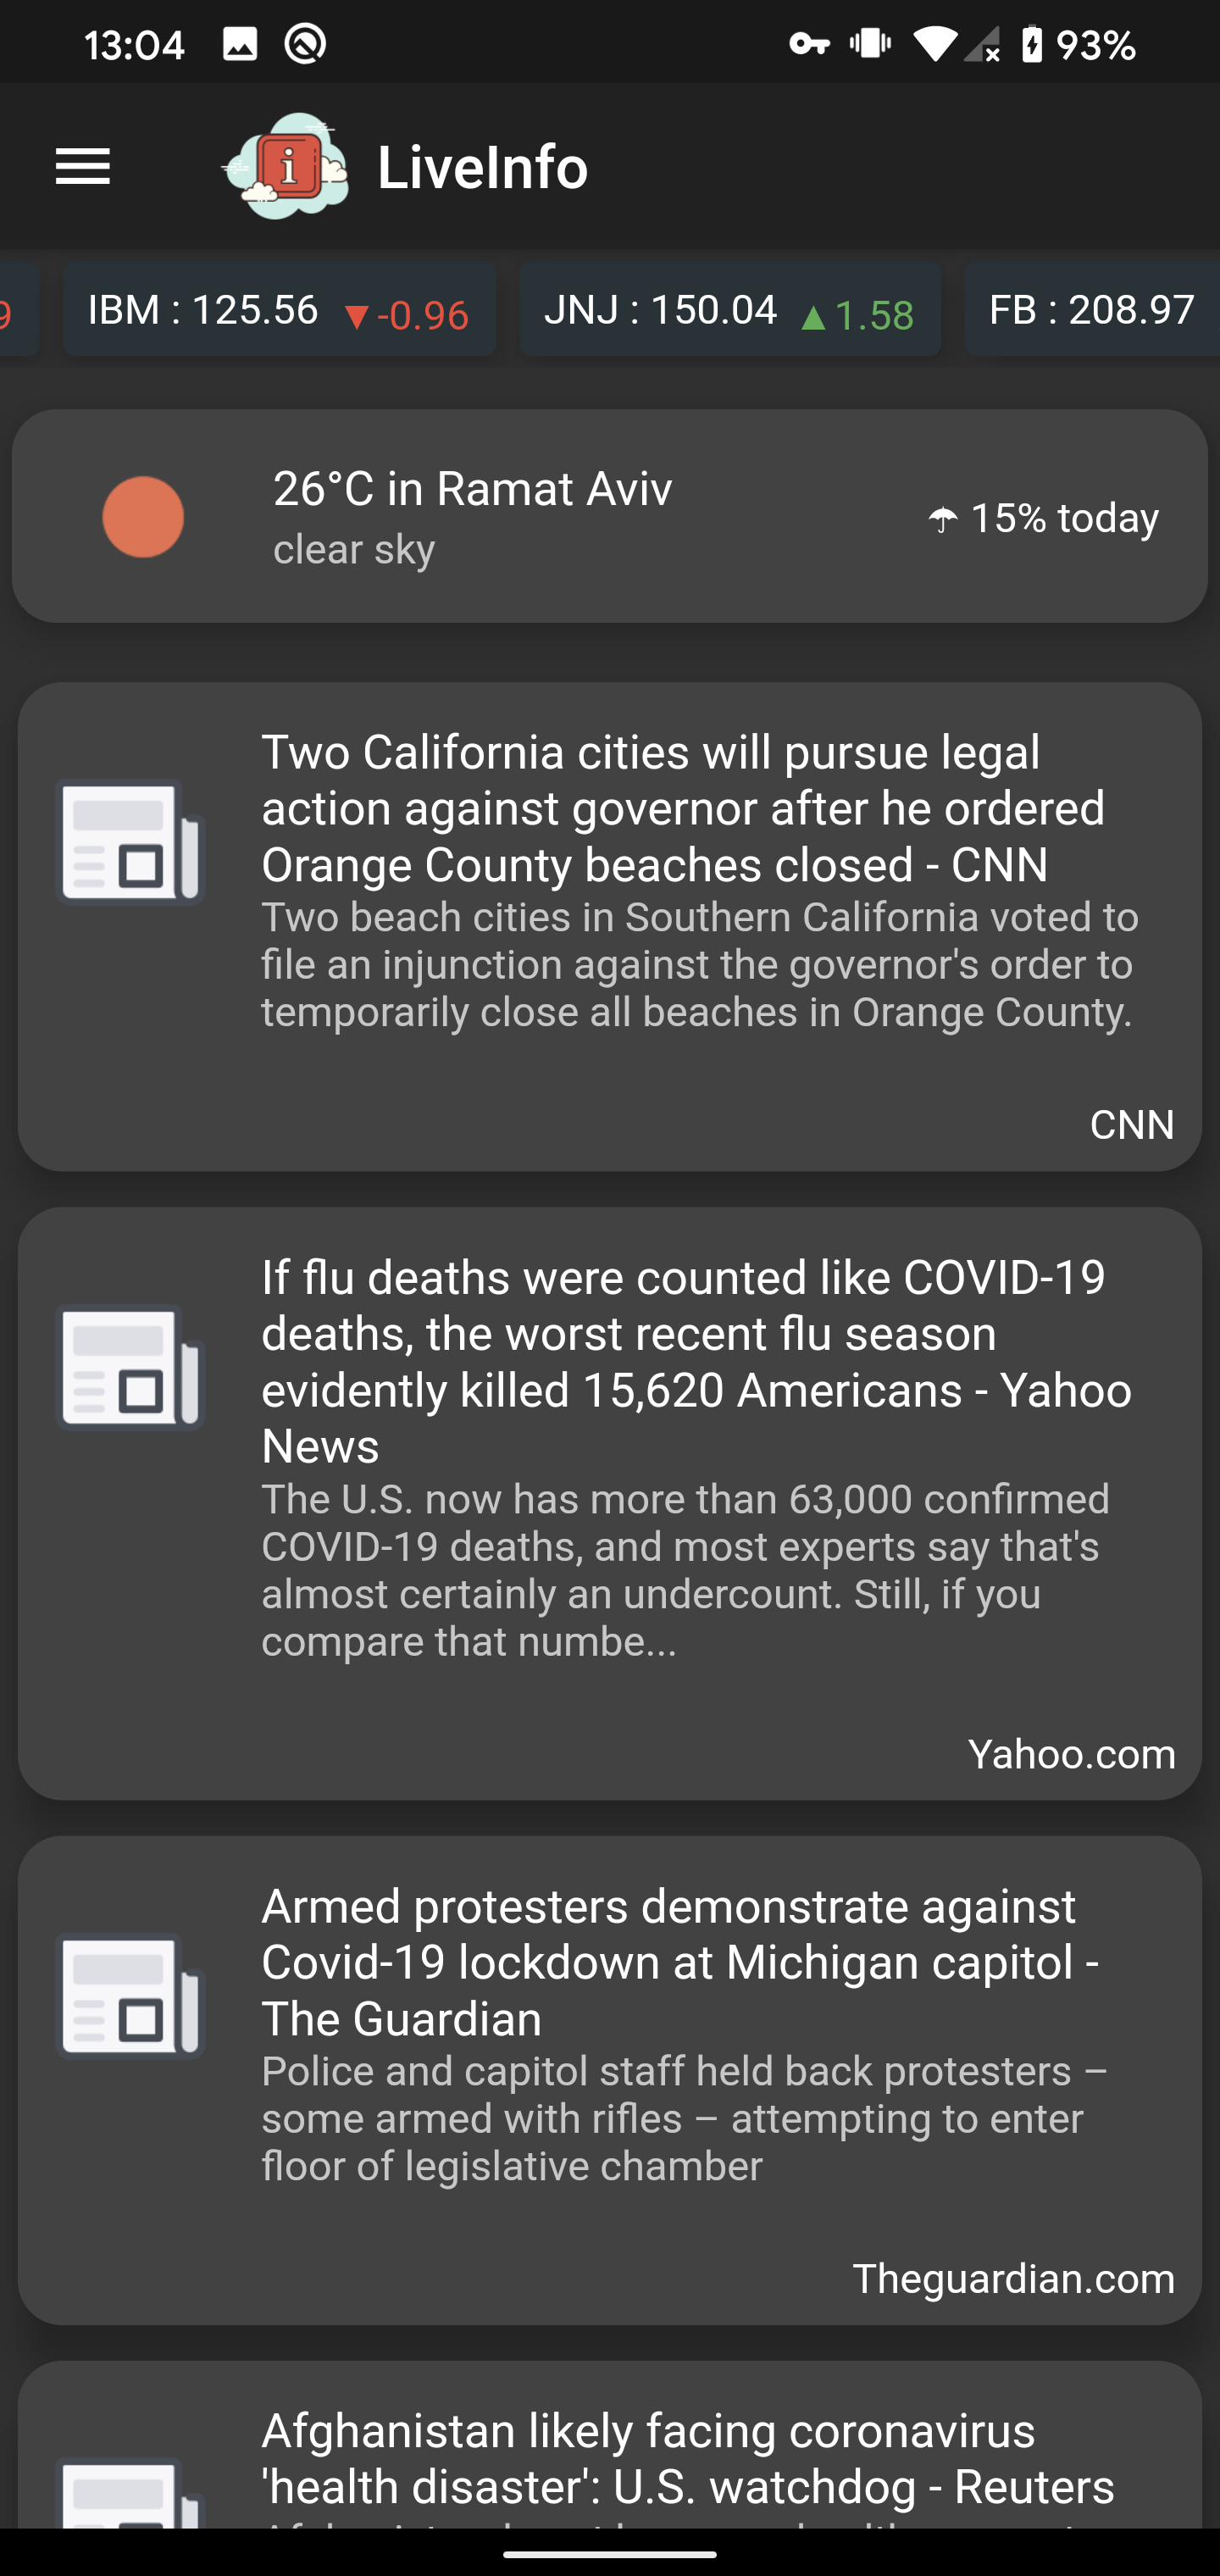 13:04
93%
i
LiveInfo
9
IBM : 125.56 ▼-0.96
JNJ : 150.04 ▲1.58
FB : 208.97
26°C in Ramat Aviv
clear sky
☂ 15% today
Two California cities will pursue legal
action against governor after he ordered
Orange County beaches closed - CNN
Two beach cities in Southern California voted to
file an injunction against the governor's order to
temporarily close all beaches in Orange County.
CNN
If flu deaths were counted like COVID-19
deaths, the worst recent flu season
evidently killed 15,620 Americans - Yahoo
News
The U.S. now has more than 63,000 confirmed
COVID-19 deaths, and most experts say that's
almost certainly an undercount. Still, if you
compare that numbe...
Yahoo.com
Armed protesters demonstrate against
Covid-19 lockdown at Michigan capitol -
The Guardian
Police and capitol staff held back protesters –
some armed with rifles – attempting to enter
floor of legislative chamber
Theguardian.com
Afghanistan likely facing coronavirus
'health disaster': U.S. watchdog - Reuters